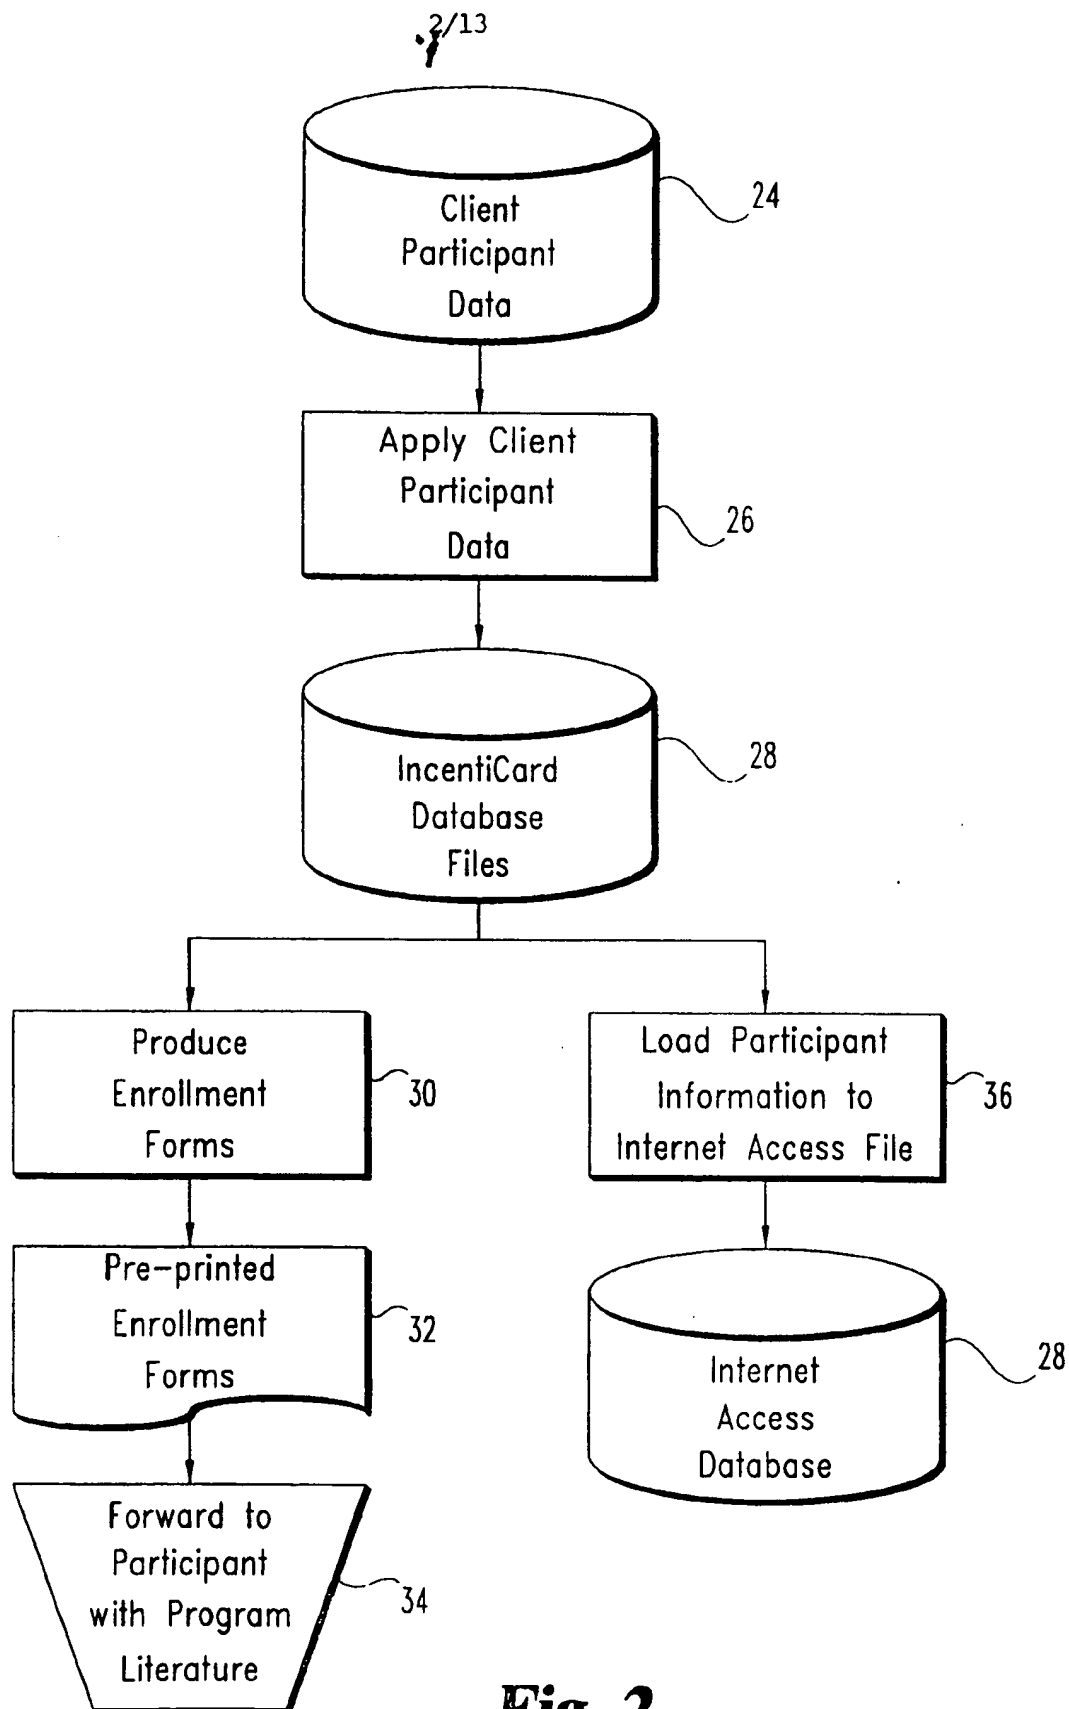 2/13
Client
Participant
Data
24
Apply Client
Participant
Data
26
IncentiCard
Database
Files
28
Produce
Enrollment
Forms
30
Load Participant
Information to
Internet Access File
36
Pre-printed
Enrollment
Forms
32
Internet
Access
Database
28
Forward to
Participant
with Program
Literature
34
Fig. 2